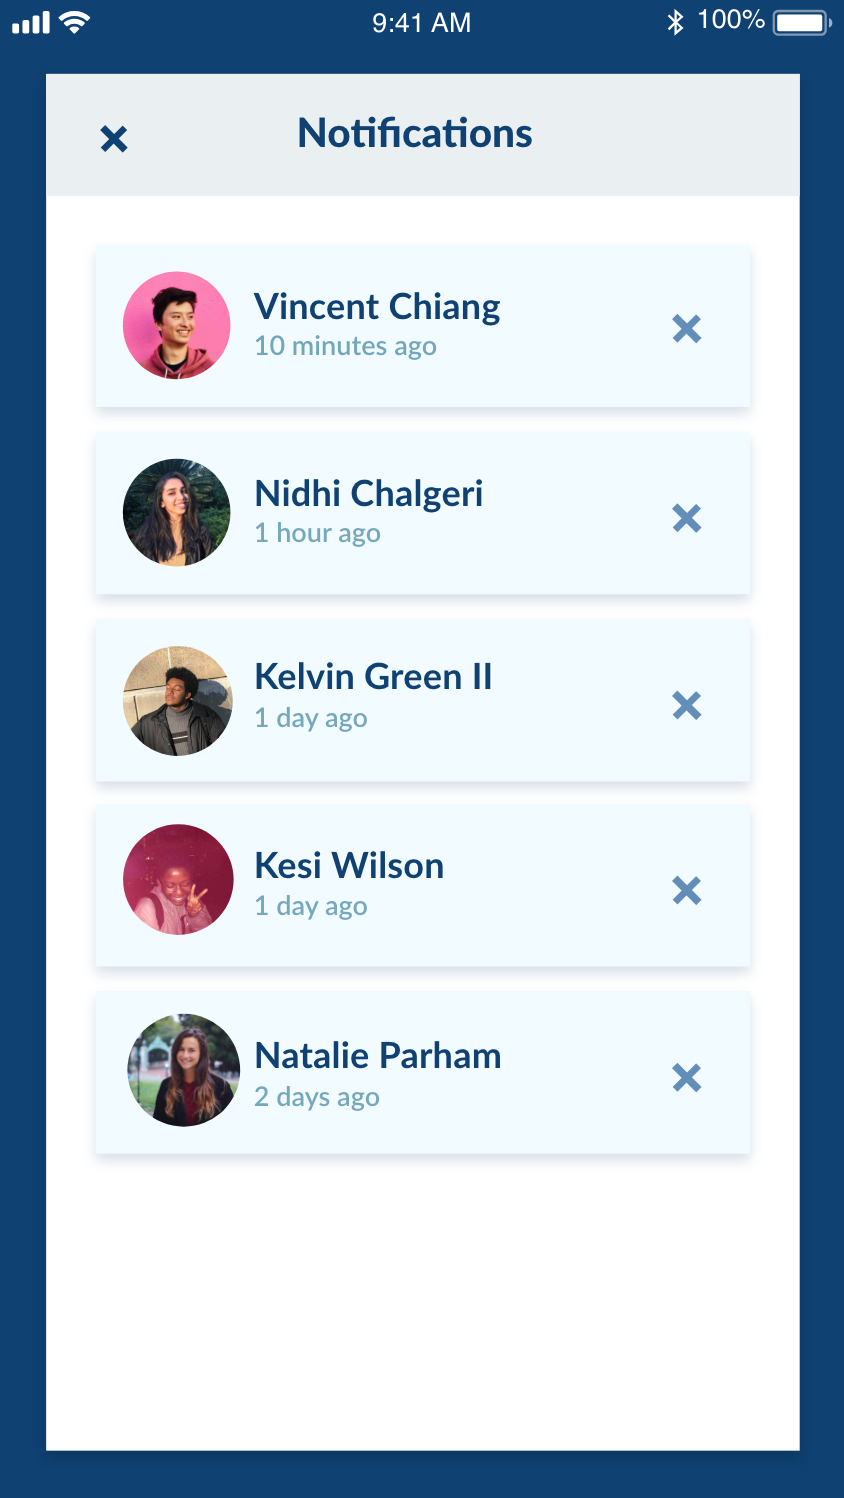 9:41 AM
100%
Notifications
Vincent Chiang
10 minutes ago
Nidhi Chalgeri
1 hour ago
Kelvin Green II
1 day ago
Kesi Wilson
1 day ago
Natalie Parham
2 days ago